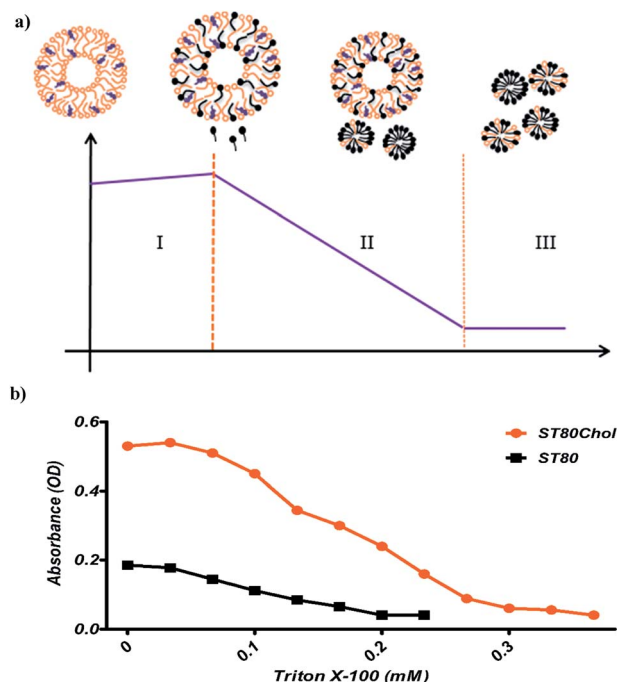 a)
I
II
III
b)
0.6
0.4
0.2
0.0
Absorbance (OD)
ST80Chol
ST80
0
0.1
0.2
0.3
Triton X-100 (mM)